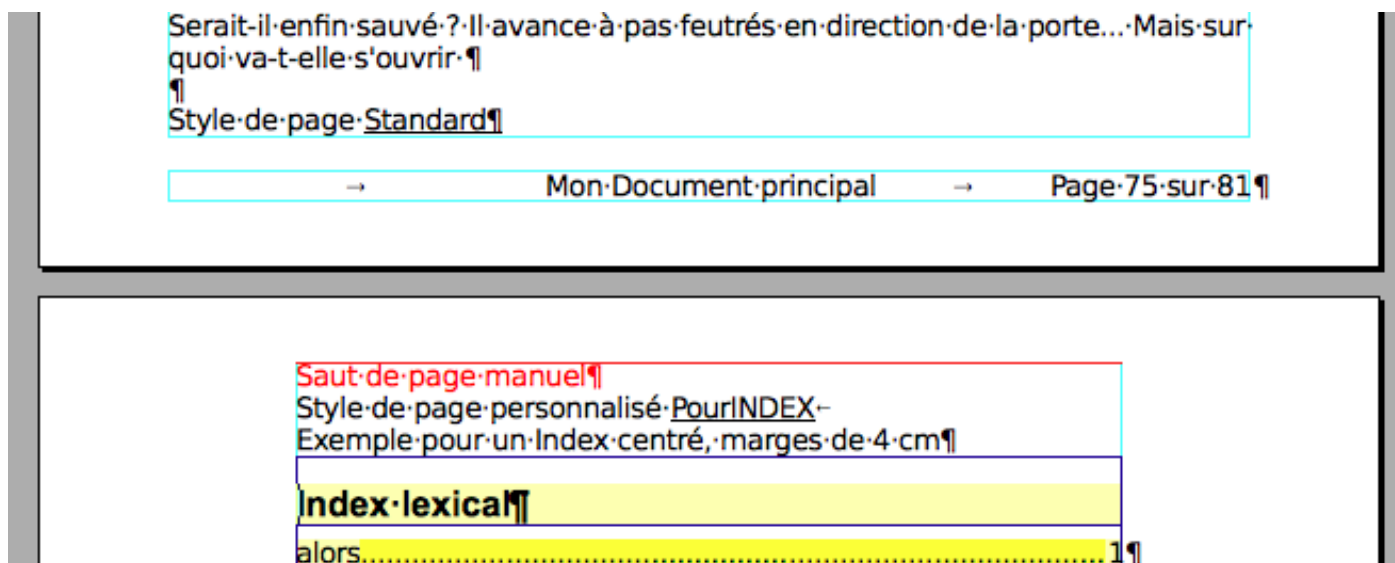 Serait-il·enfin·sauvé·?·Il·avance·à·pas·feutrés·en·direction·de·la·porte...·Mais·sur·
quoi·va-t-elle·s'ouvrir·¶
¶
Style·de·page·Standard¶
→ Mon·Document·principal → Page·75·sur·81¶
Saut·de·page·manuel¶
Style·de·page·personnalisé·PourINDEX←
Exemple·pour·un·Index·centré,·marges·de·4·cm¶
Index·lexical¶
alors.......................................................................................1¶